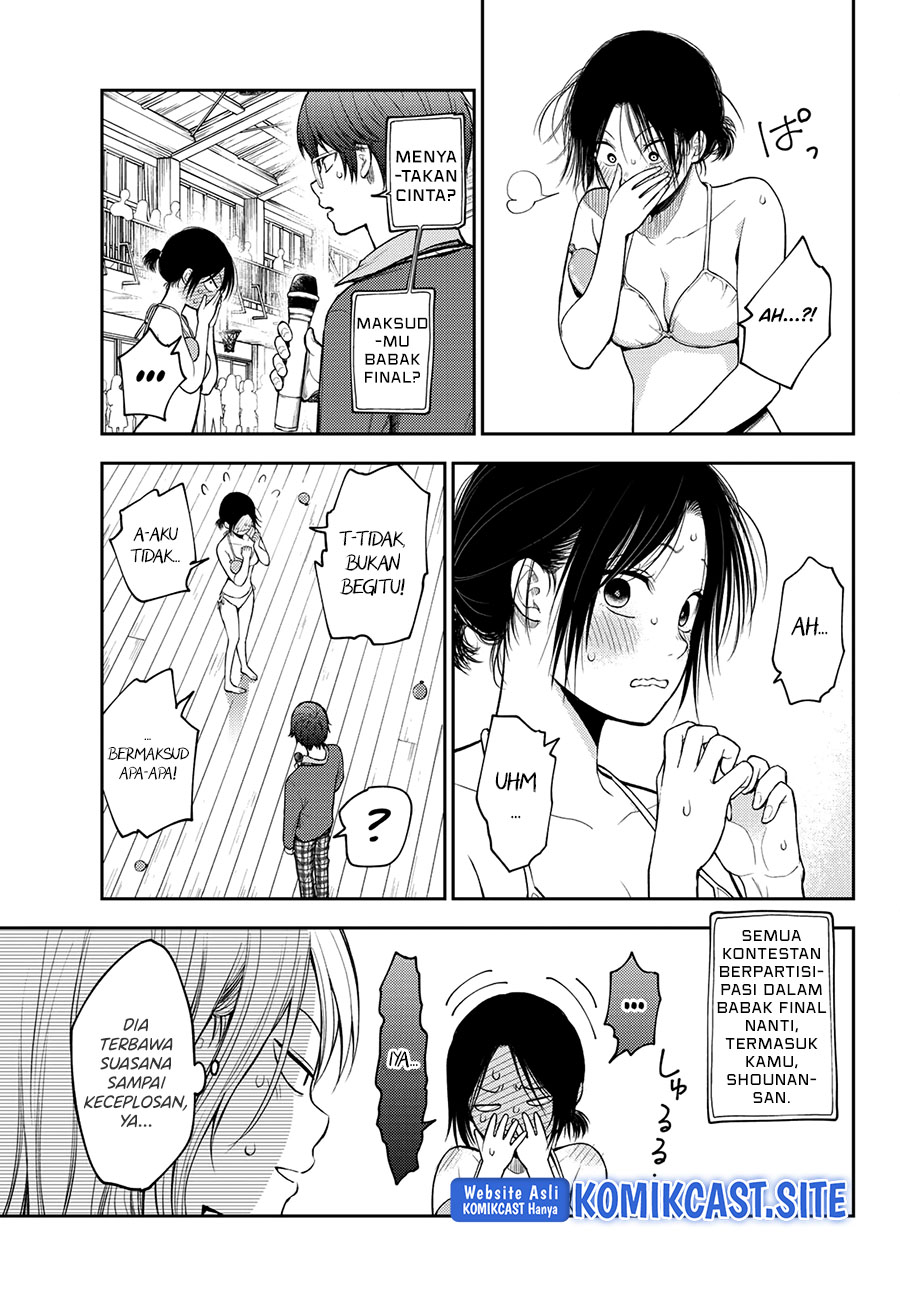 ぱっ
AH...?!
MENYA
-TAKAN
CINTA?
MAKSUD
-MU
BABAK
FINAL?
...
AH...
UHM
...
T-TIDAK,
BUKAN
BEGITU!
A-AKU
TIDAK...
...
BERMAKSUD
APA-APA!
?
SEMUA
KONTESTAN
BERPARTISI-
PASI DALAM
BABAK FINAL
NANTI,
TERMASUK
KAMU,
SHOUNAN-
SAN.
...
しゅるるる...
IYA...
DIA
TERBAWA
SUASANA
SAMPAI
KECEPLOSAN,
YA...
Website Asli
KOMIKCAST Hanya
KOMIKCAST.SITE